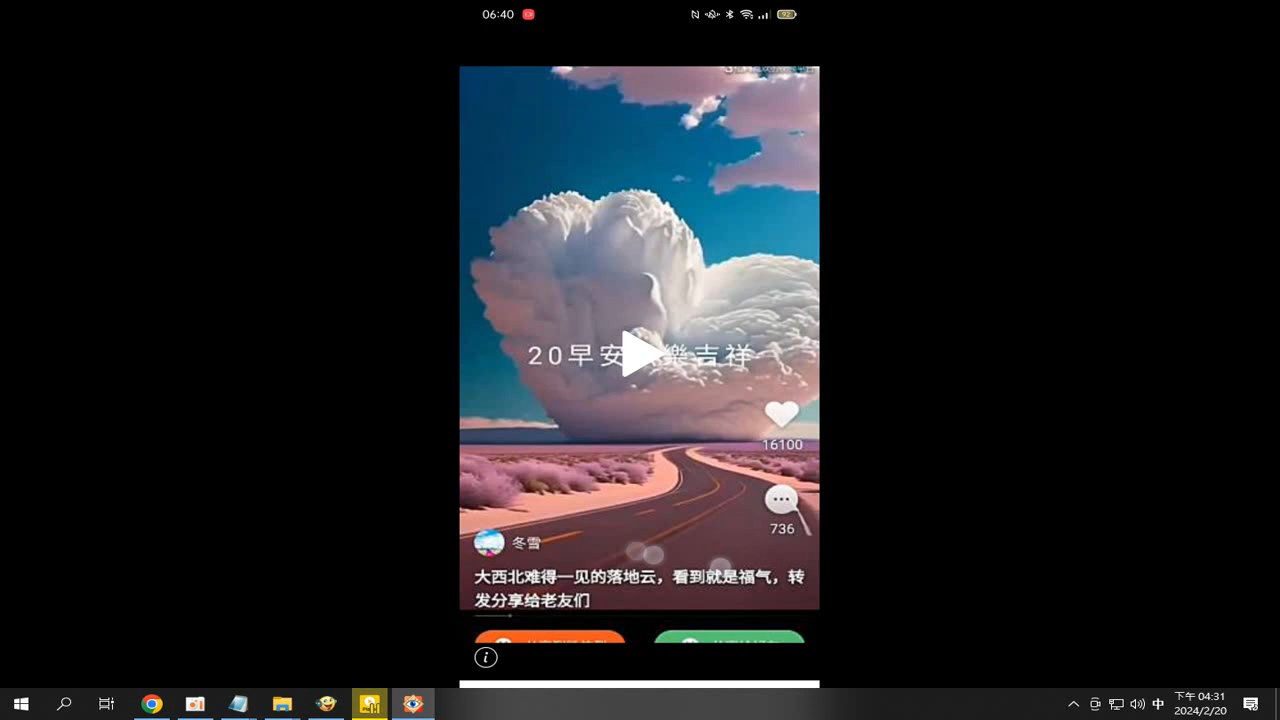 06:40
92
20早安
樂吉祥
16100
736
冬雪
大西北难得一见的落地云，看到就是福气，转
发分享给老友们
中
下午 04:31
2024/2/20